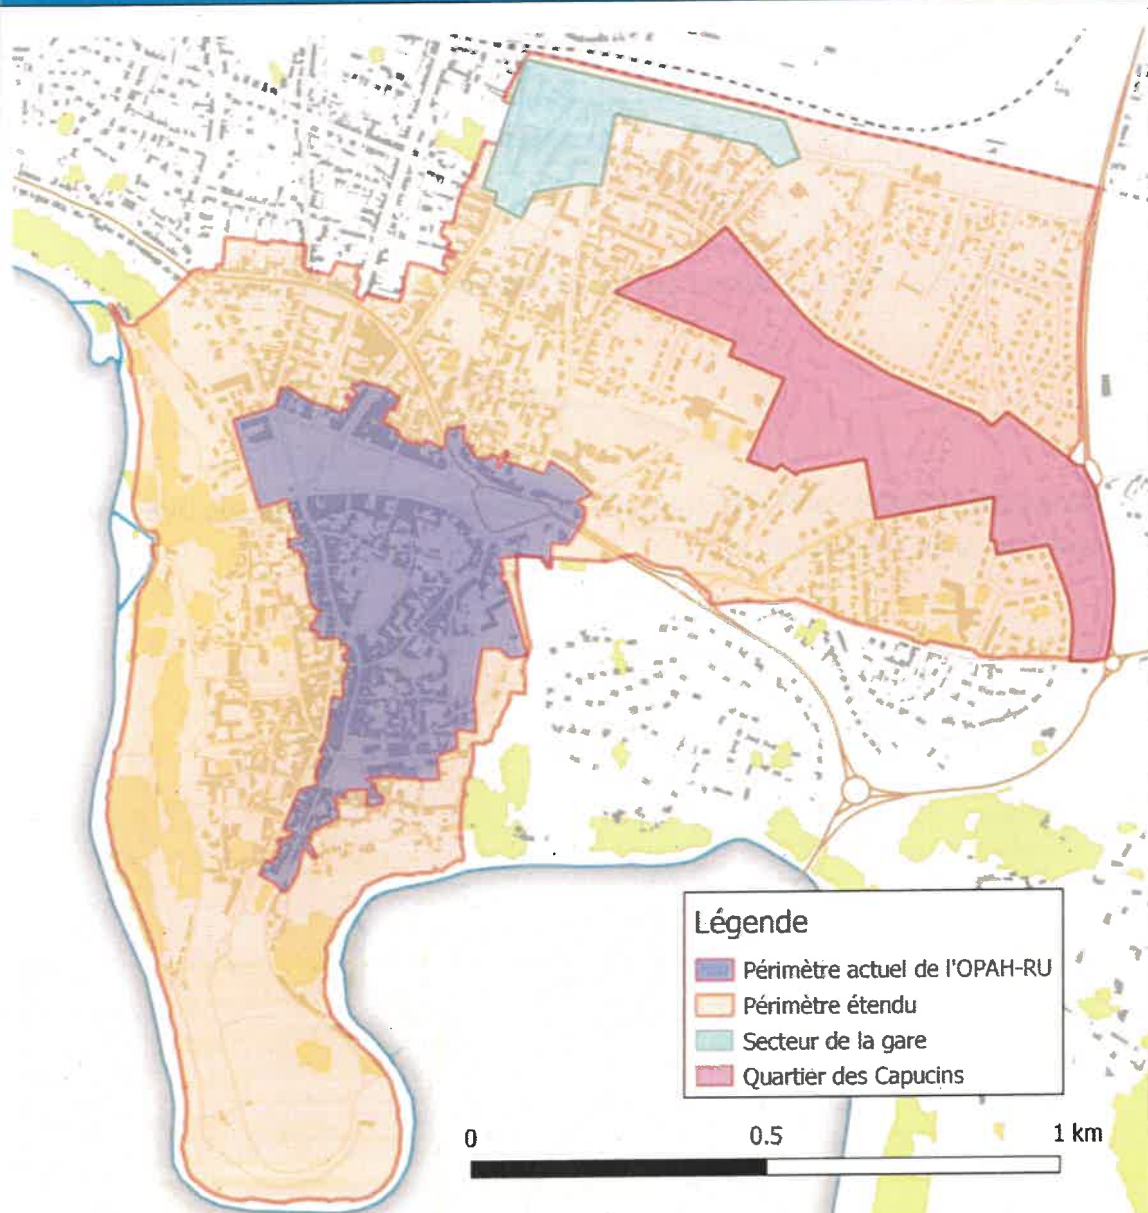 Légende
Périmètre actuel de l'OPAH-RU
Périmètre étendu
Secteur de la gare
Quartier des Capucins
0 0.5 1 km